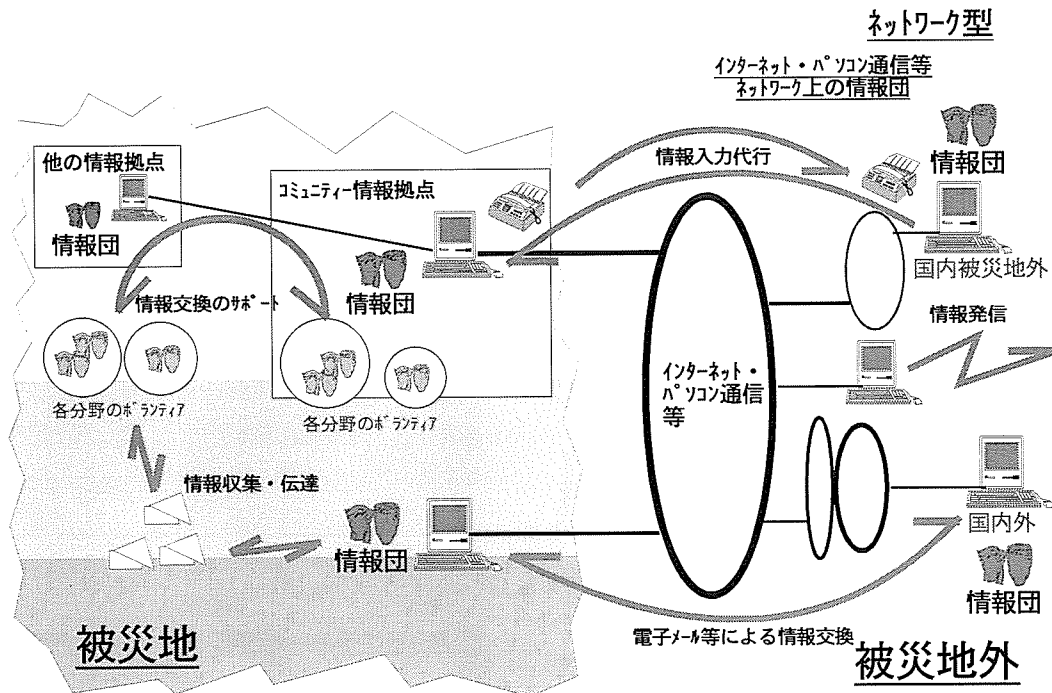 ネットワーク型
インターネット・パソコン通信等
ネットワーク上の情報団
情報団
情報入力代行
他の情報拠点
コミュニティー情報拠点
情報団
情報団
国内被災地外
情報交換のサポート
情報発信
インターネット・
パソコン通信
等
各分野のボランティア
各分野のボランティア
情報収集・伝達
情報団
国内外
情報団
電子メール等による情報交換
被災地
被災地外